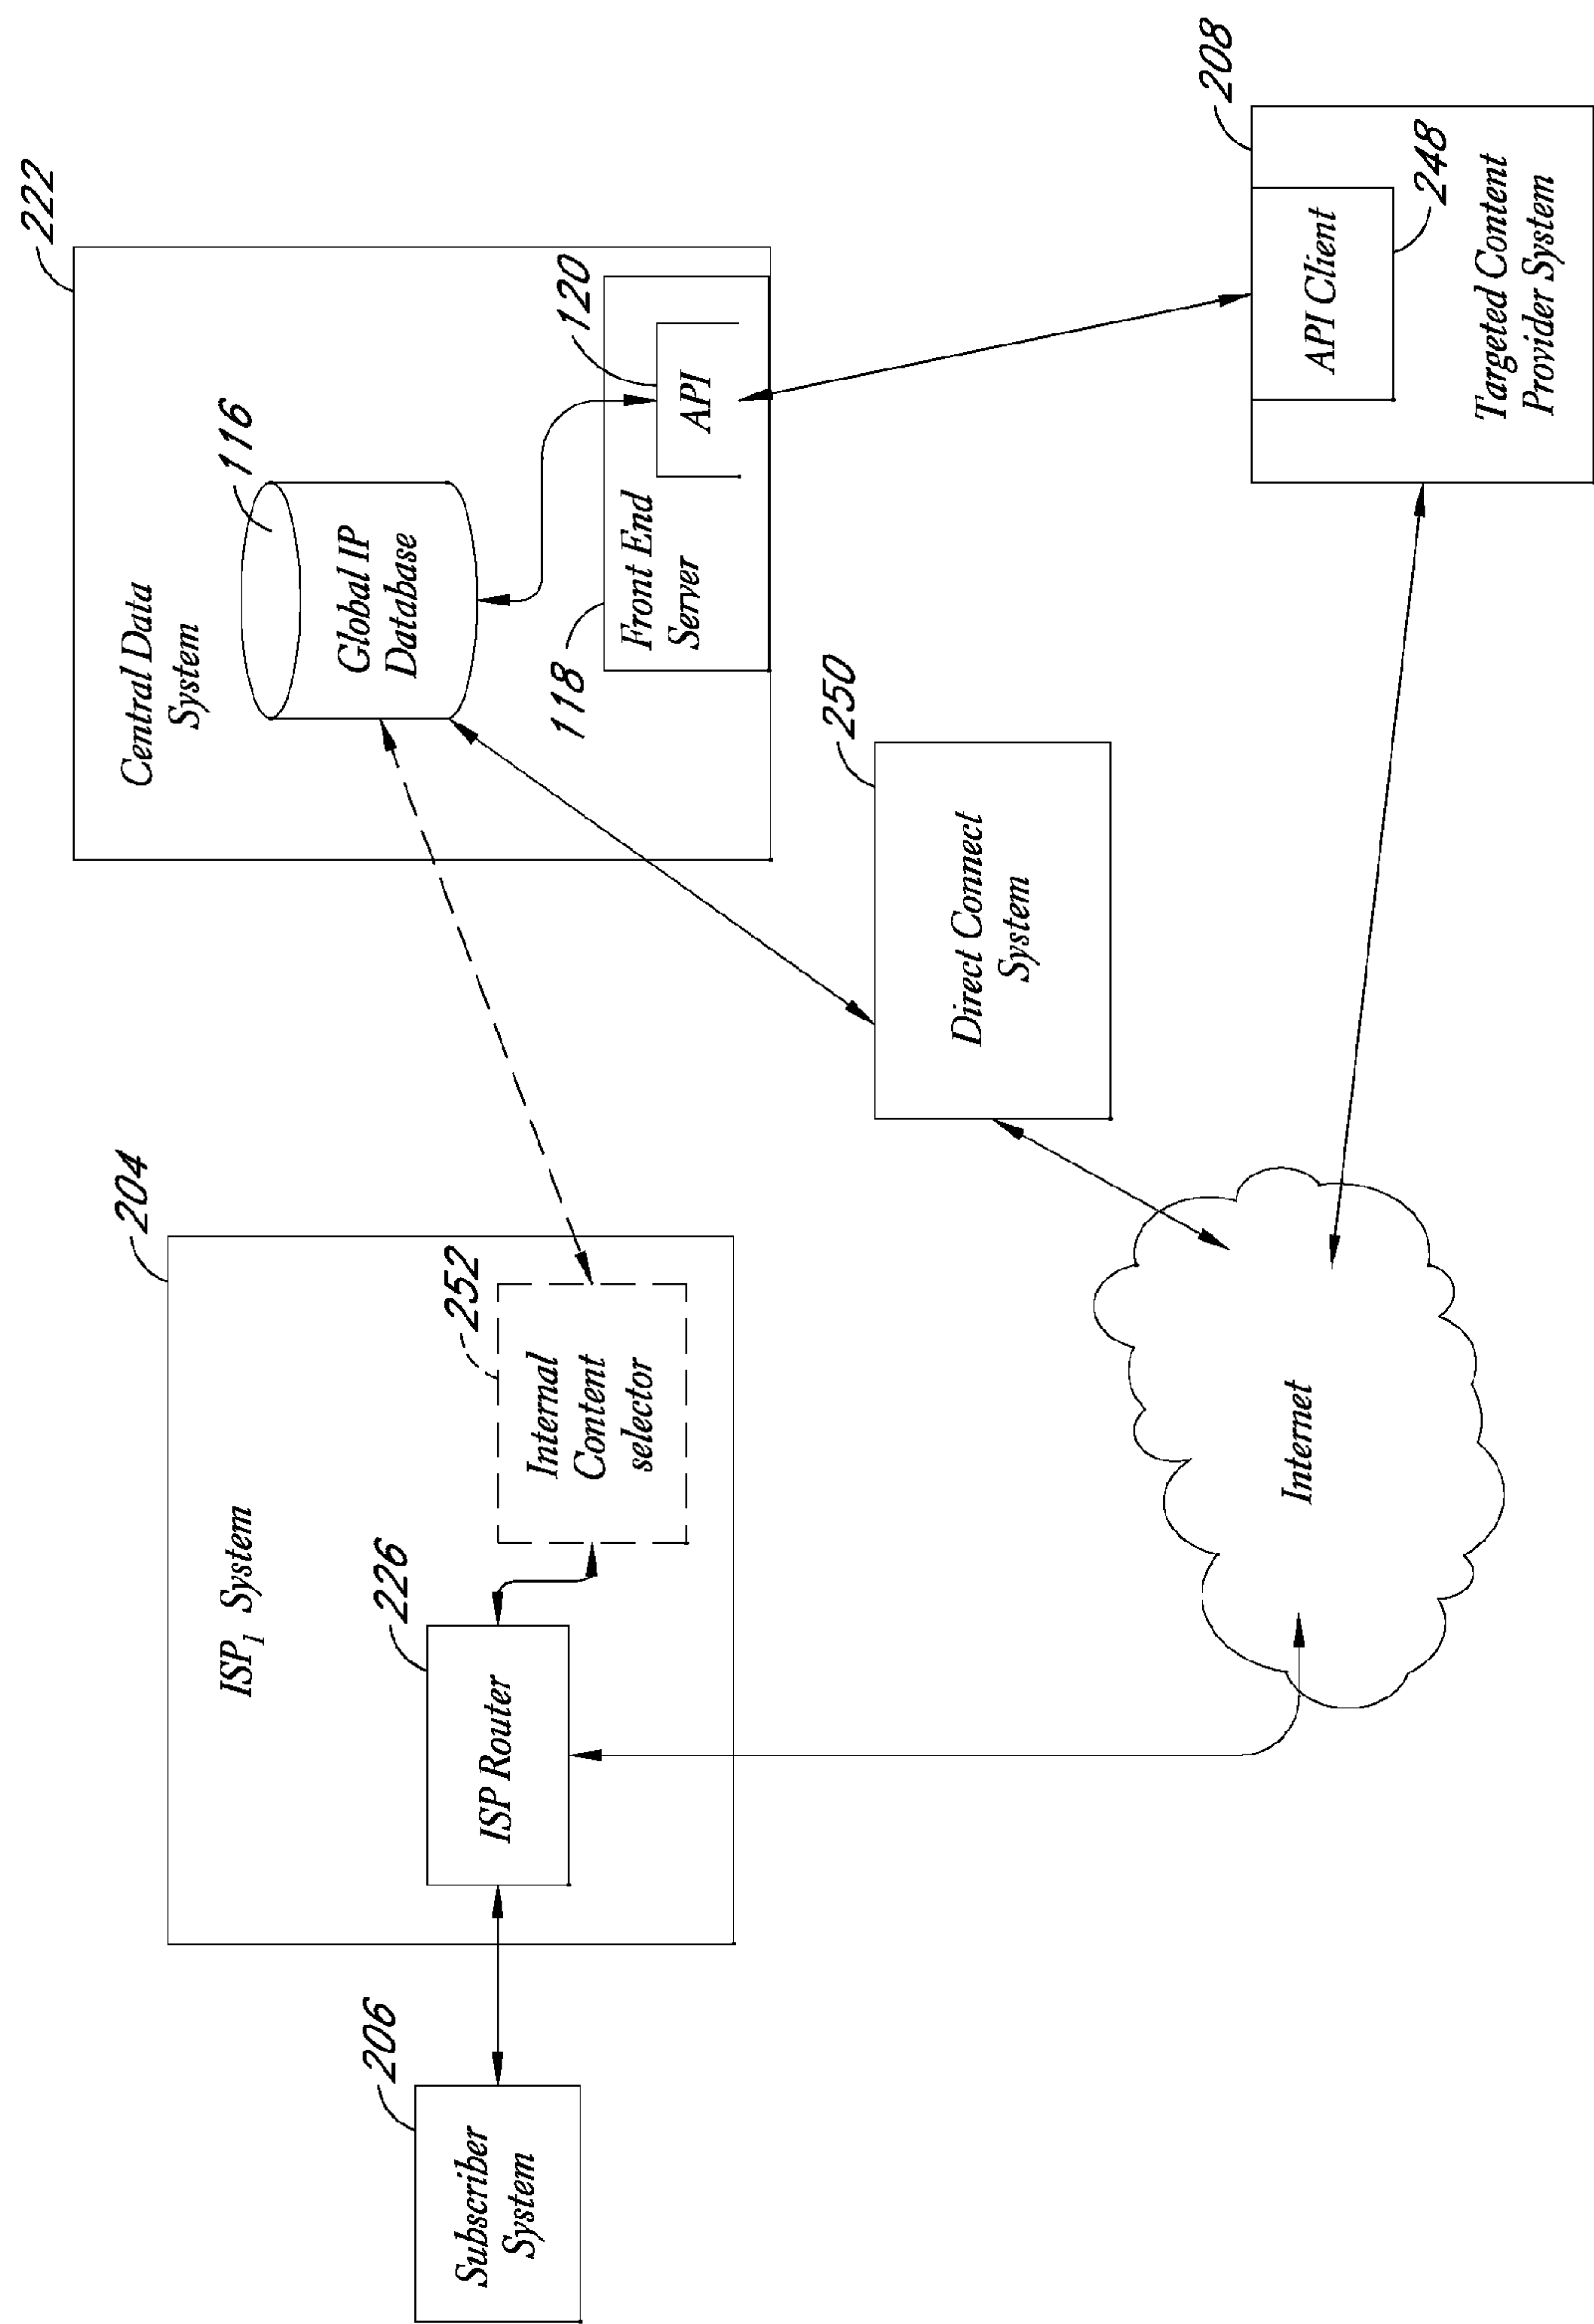 222
Central Data
System
116
Global IP
Database
120
118
Front End
Server
API
204
ISP1 System
252
Internal
Content
selector
226
ISP Router
206
Subscriber
System
250
Direct Connect
System
Internet
208
API Client
248
Targeted Content
Provider System